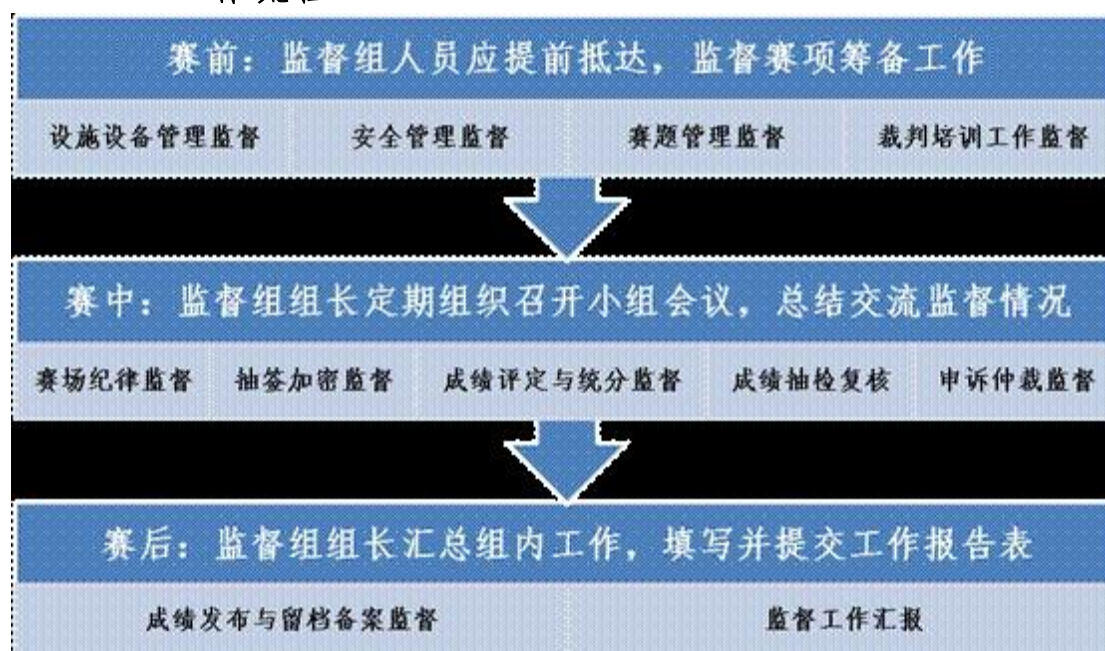 赛前：监督组人员应提前抵达，监督赛项筹备工作
设施设备管理监督 安全管理监督 赛题管理监督 裁判培训工作监督
赛中：监督组组长定期组织召开小组会议，总结交流监督情况
赛场纪律监督 抽签加密监督 成绩评定与统分监督 成绩抽检复核 申诉仲裁监督
赛后：监督组组长汇总组内工作，填写并提交工作报告表
成绩发布与留档备案监督 监督工作汇报